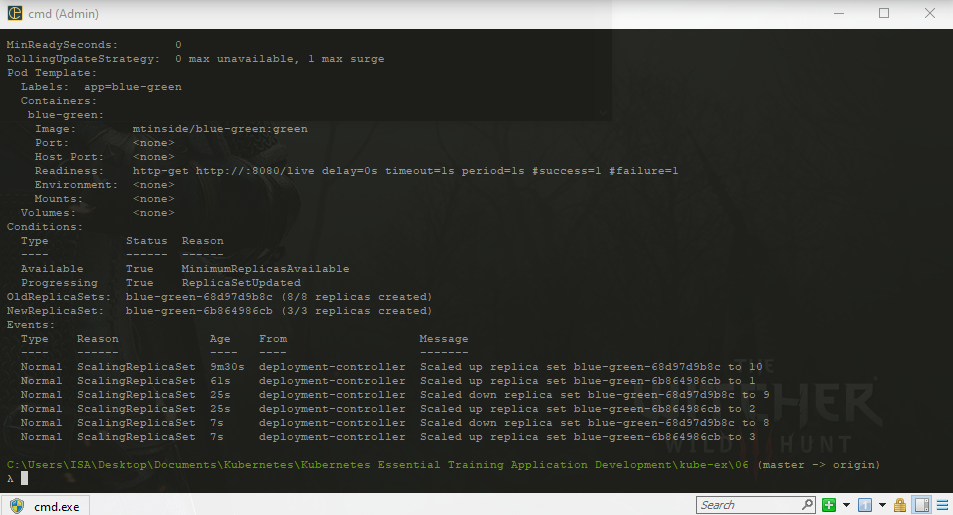 cmd (Admin)
MinReadySeconds: 0
RollingUpdateStrategy: 0 max unavailable, 1 max surge
Pod Template:
Labels: app=blue-green
Containers:
blue-green:
Image: mtinside/blue-green:green
Port: <none>
Host Port: <none>
Readiness: http-get http://:8080/live delay=0s timeout=1s period=1s #success=1 #failure=1
Environment: <none>
Mounts: <none>
Volumes: <none>
Conditions:
Type Status Reason
---- ------ ------
Available True MinimumReplicasAvailable
Progressing True ReplicaSetUpdated
OldReplicaSets: blue-green-68d97d9b8c (8/8 replicas created)
NewReplicaSet: blue-green-6b864986cb (3/3 replicas created)
Events:
Type Reason Age From Message
---- ------ ---- ---- -------
Normal ScalingReplicaSet 9m30s deployment-controller Scaled up replica set blue-green-68d97d9b8c to 10
Normal ScalingReplicaSet 61s deployment-controller Scaled up replica set blue-green-6b864986cb to 1
Normal ScalingReplicaSet 25s deployment-controller Scaled down replica set blue-green-68d97d9b8c to 9
Normal ScalingReplicaSet 25s deployment-controller Scaled up replica set blue-green-6b864986cb to 2
Normal ScalingReplicaSet 7s deployment-controller Scaled down replica set blue-green-68d97d9b8c to 8
Normal ScalingReplicaSet 7s deployment-controller Scaled up replica set blue-green-6b864986cb to 3
THE
WILD HUNT
C:\Users\ISA\Desktop\Documents\Kubernetes\Kubernetes Essential Training Application Development\kube-ex\06 (master -> origin)
λ
cmd.exe
Search
1